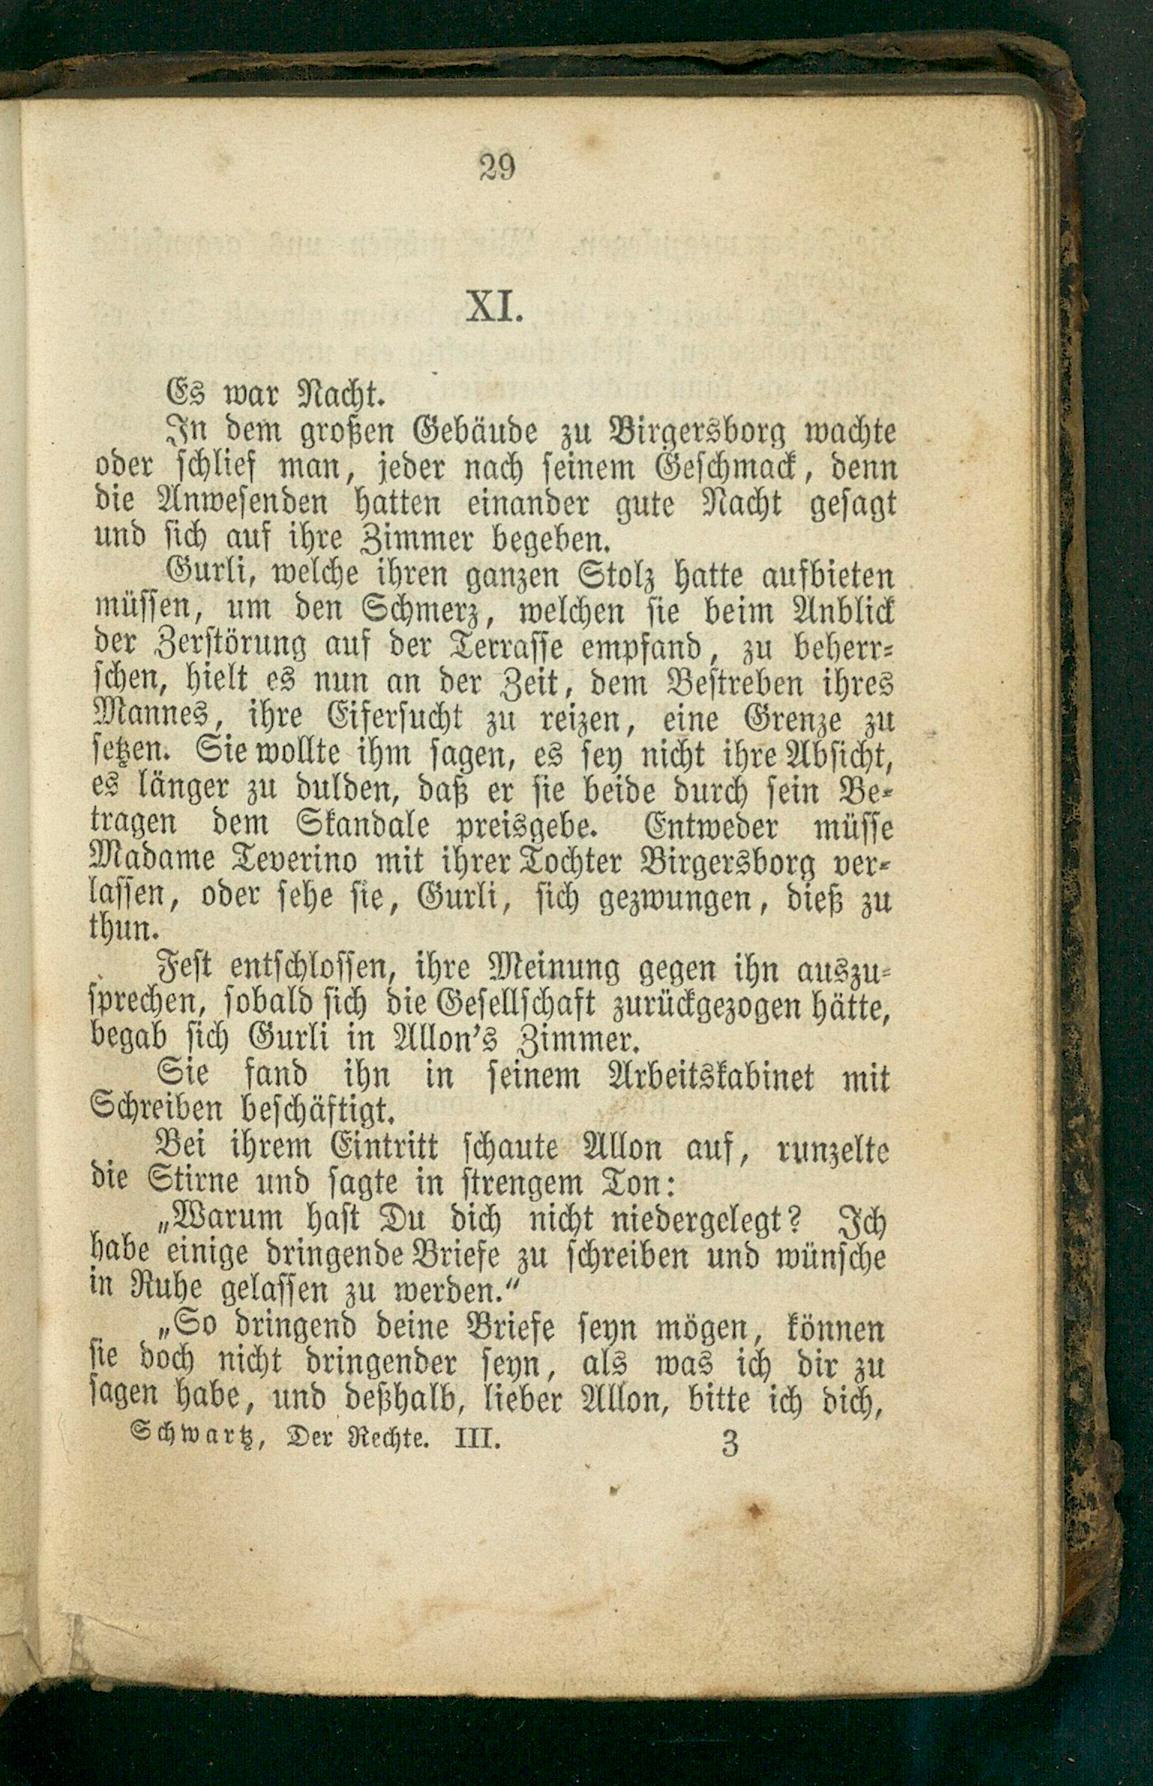 29
XI.
Es war Nacht.
In dem großen Gebäude zu Birgersborg wachte
oder schlief man, jeder nach seinem Geschmack, denn
die Anwesenden hatten einander gute Nacht gesagt
und sich auf ihre Zimmer begeben.
Gurli, welche ihren ganzen Stolz hatte aufbieten
müssen, um den Schmerz, welchen sie beim Anblick
der Zerstörung auf der Terrasse empfand, zu beherr-
schen, hielt es nun an der Zeit, dem Bestreben ihres
Mannes, ihre Eifersucht zu reizen, eine Grenze zu
setzen. Sie wollte ihm sagen, es sey nicht ihre Absicht,
es länger zu dulden, daß er sie beide durch sein Be-
tragen dem Skandale preisgebe. Entweder müsse
Madame Teverino mit ihrer Tochter Birgersborg ver-
lassen, oder sehe sie, Gurli, sich gezwungen, dieß zu
thun.
Fest entschlossen, ihre Meinung gegen ihn auszu-
sprechen, sobald sich die Gesellschaft zurückgezogen hätte,
begab sich Gurli in Allon's Zimmer.
Sie fand ihn in seinem Arbeitskabinet mit
Schreiben beschäftigt.
Bei ihrem Eintritt schaute Allon auf, runzelte
die Stirne und sagte in strengem Ton:
„Warum hast Du dich nicht niedergelegt? Ich
habe einige dringende Briefe zu schreiben und wünsche
in Ruhe gelassen zu werden.“
„So dringend deine Briefe seyn mögen, können
sie doch nicht dringender seyn, als was ich dir zu
sagen habe, und deßhalb, lieber Allon, bitte ich dich,
Schwartz, Der Rechte. III. 3